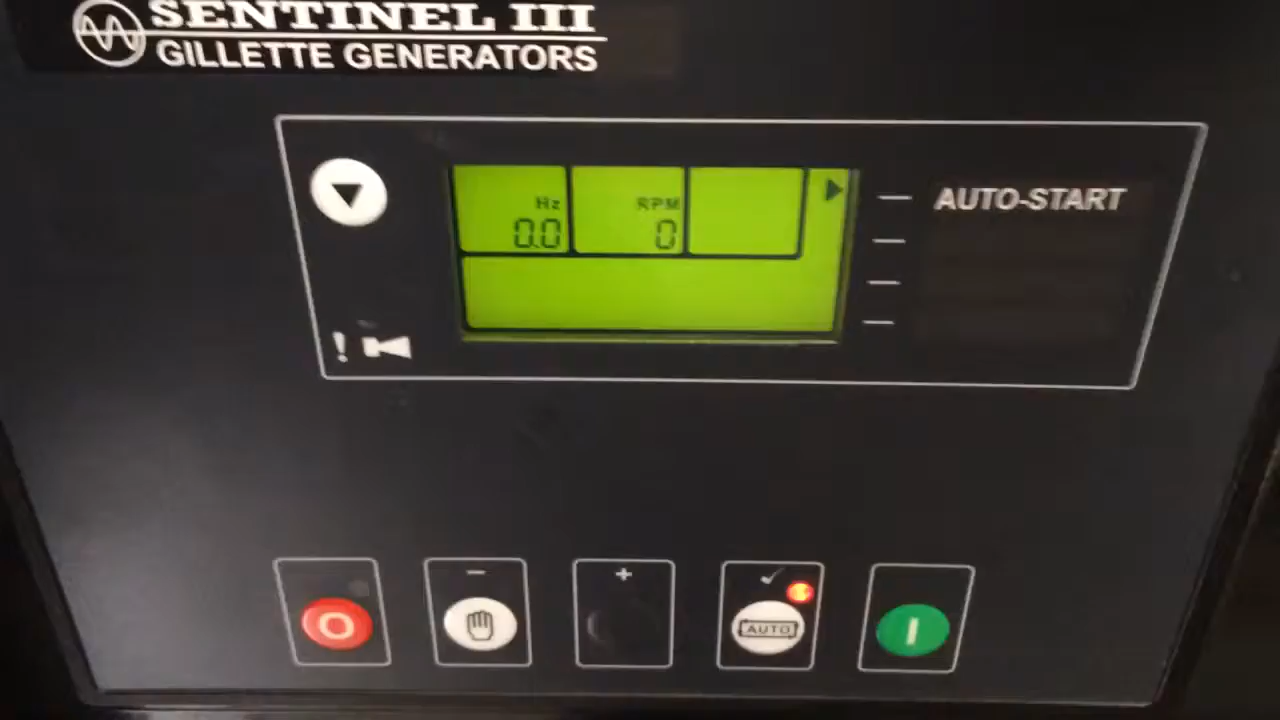 SENTINEL III
GILLETTE GENERATORS
Hz
0.0
RPM
0
AUTO-START
!
−
+
✓
O
AUTO
I